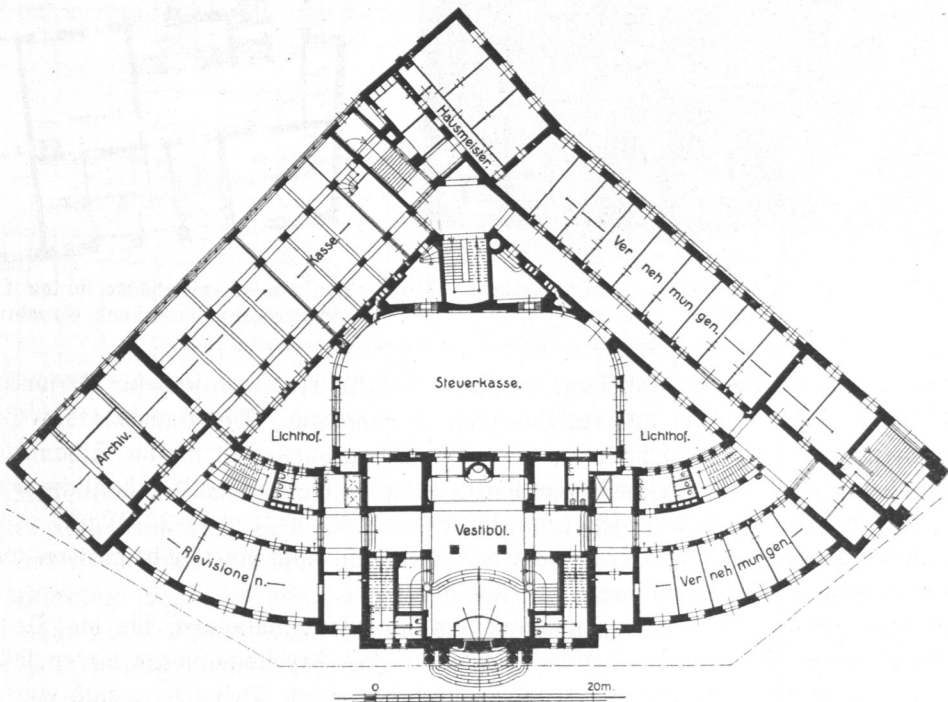 Hausmeister.
Kasse.
Ver neh mun gen.
Steuerkasse.
Lichthof.
Lichthof.
Archiv.
Vestibül.
Revisionen.
Ver neh mun gen.
0 20m.